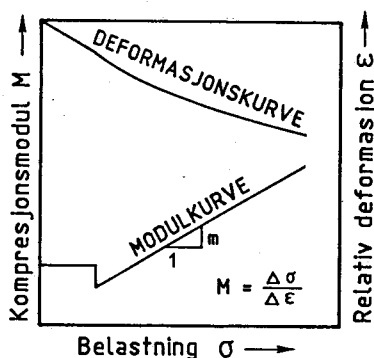 Kompresjonsmodul M →
Relativ deformasjon ε →
DEFORMASJONSKURVE
MODULKURVE
m
1
M = Δσ / Δε
Belastning σ →